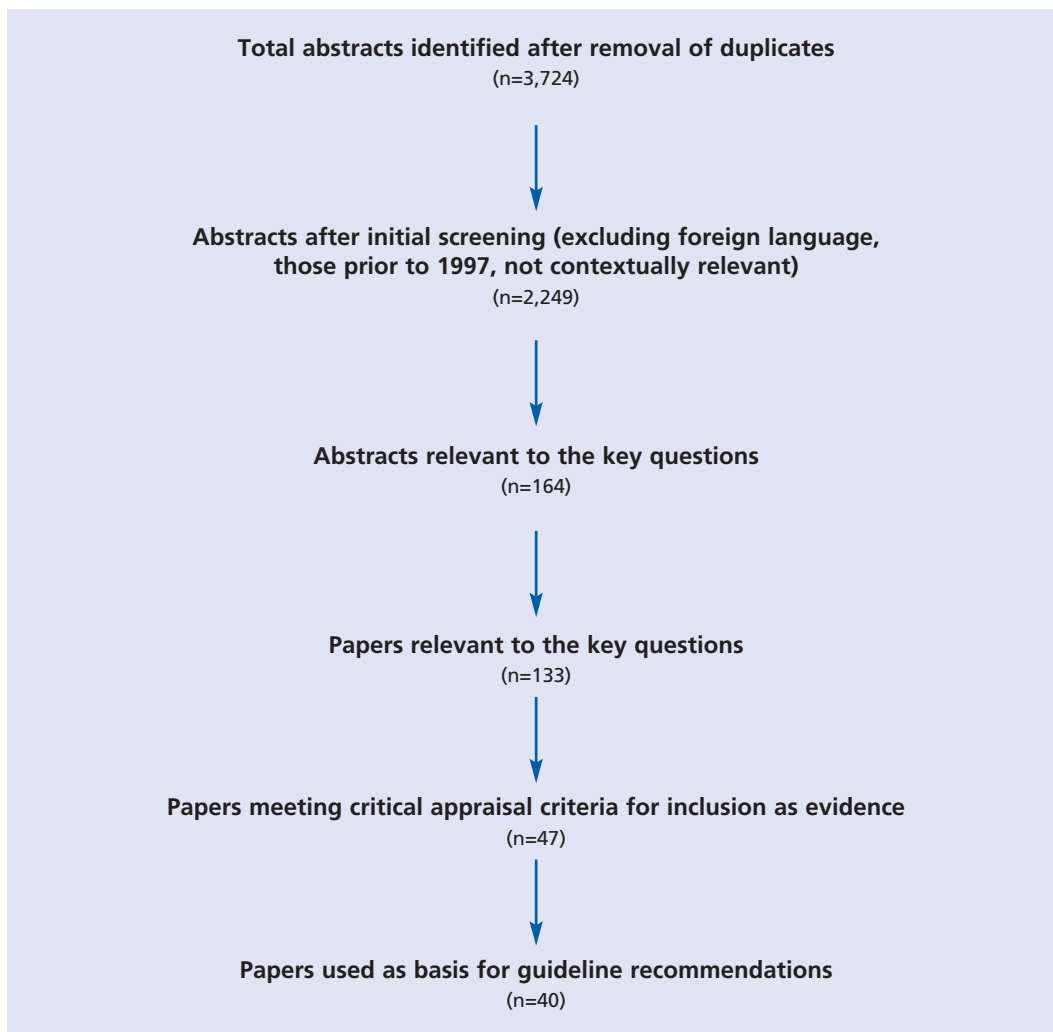 Total abstracts identified after removal of duplicates
(n=3,724)
Abstracts after initial screening (excluding foreign language,
those prior to 1997, not contextually relevant)
(n=2,249)
Abstracts relevant to the key questions
(n=164)
Papers relevant to the key questions
(n=133)
Papers meeting critical appraisal criteria for inclusion as evidence
(n=47)
Papers used as basis for guideline recommendations
(n=40)